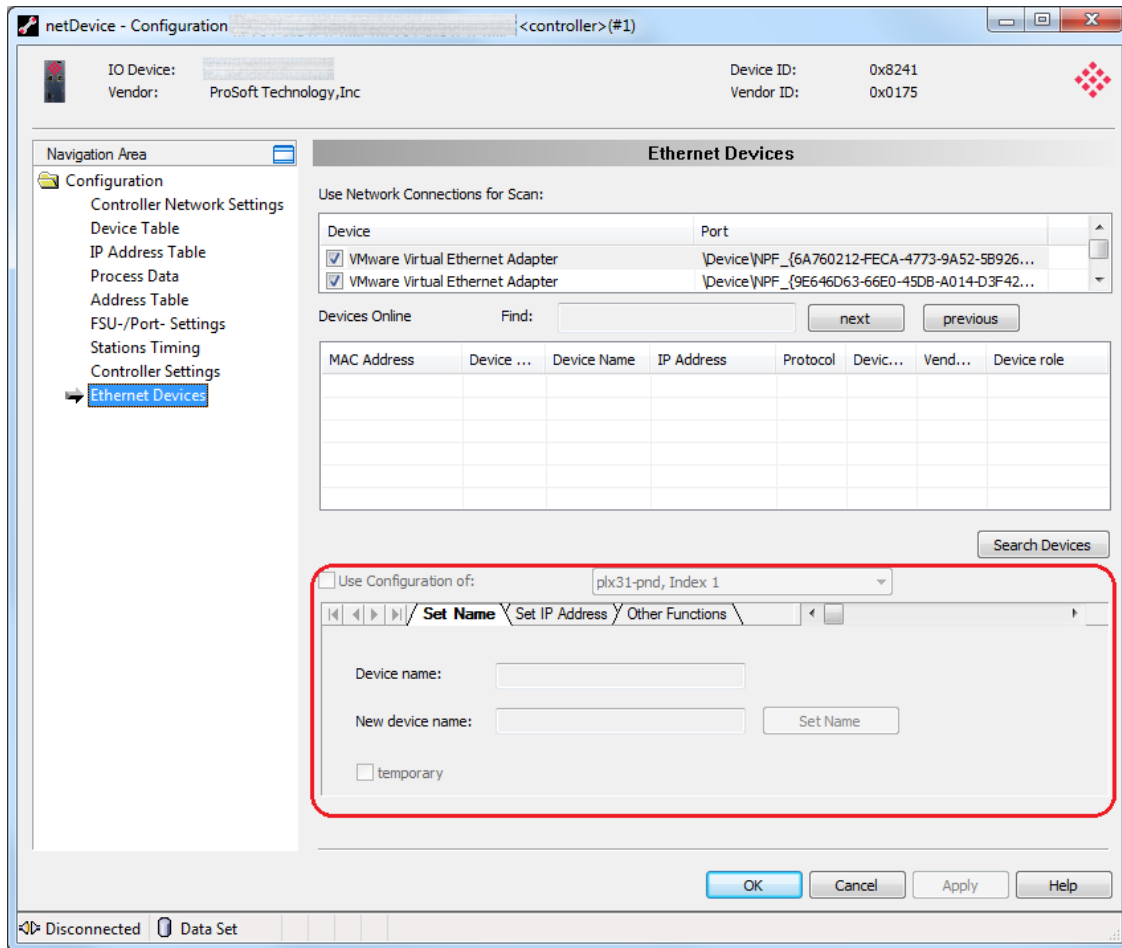 netDevice - Configuration <controller>(#1)
IO Device: Device ID: 0x8241
Vendor: ProSoft Technology,Inc Vendor ID: 0x0175
Navigation Area
Configuration
Controller Network Settings
Device Table
IP Address Table
Process Data
Address Table
FSU-/Port- Settings
Stations Timing
Controller Settings
Ethernet Devices
Ethernet Devices
Use Network Connections for Scan:
Device Port
VMware Virtual Ethernet Adapter \Device\NPF_{6A760212-FECA-4773-9A52-5B926...
VMware Virtual Ethernet Adapter \Device\NPF_{9E646D63-66E0-45DB-A014-D3F42...
Devices Online Find: next previous
MAC Address Device ... Device Name IP Address Protocol Devic... Vend... Device role
Search Devices
Use Configuration of: plx31-pnd, Index 1
Set Name Set IP Address Other Functions
Device name:
New device name: Set Name
temporary
OK Cancel Apply Help
Disconnected Data Set